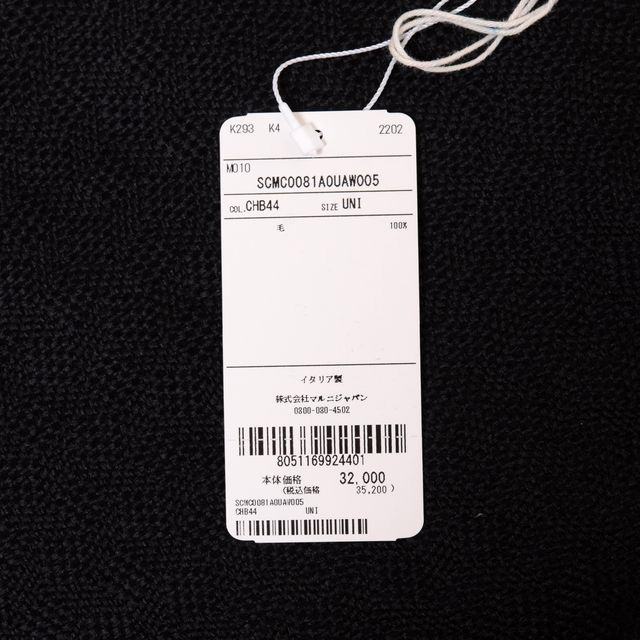 K293 K4 2202
M010
SCMC0081A0UAW005
COL.CHB44 SIZE UNI
毛 100%
イタリア製
株式会社マルニジャパン
0800-080-4502
8051169924401
本体価格 32,000
(税込価格 35,200)
SCMC0081A0UAW005
CHB44 UNI